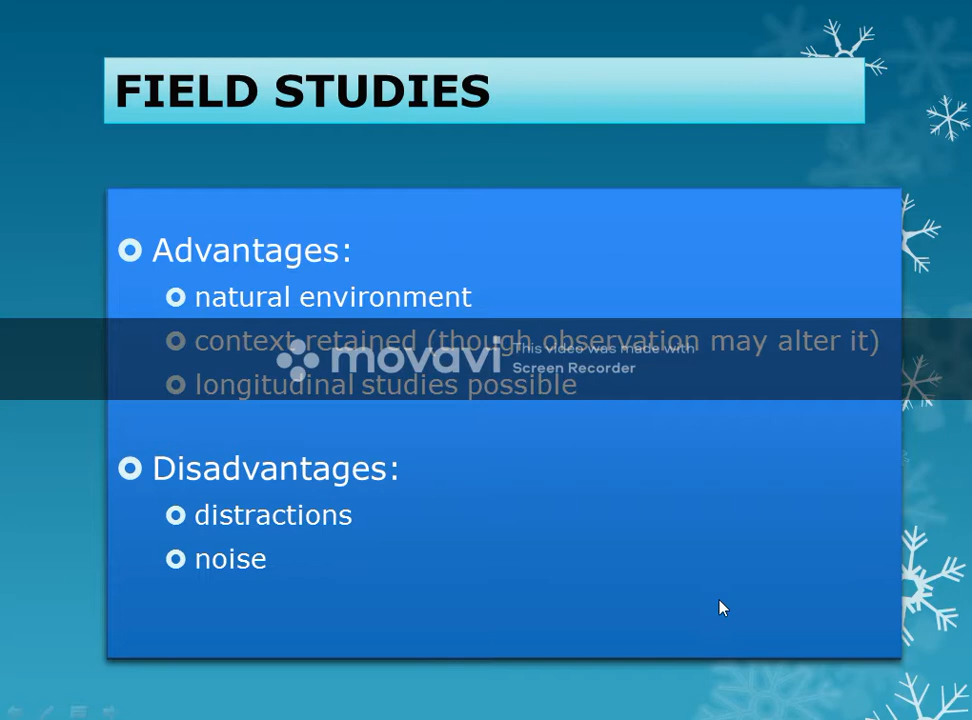 FIELD STUDIES
Advantages:
natural environment
context retained (though observation may alter it)
longitudinal studies possible
movavi
This video was made with
Screen Recorder
Disadvantages:
distractions
noise